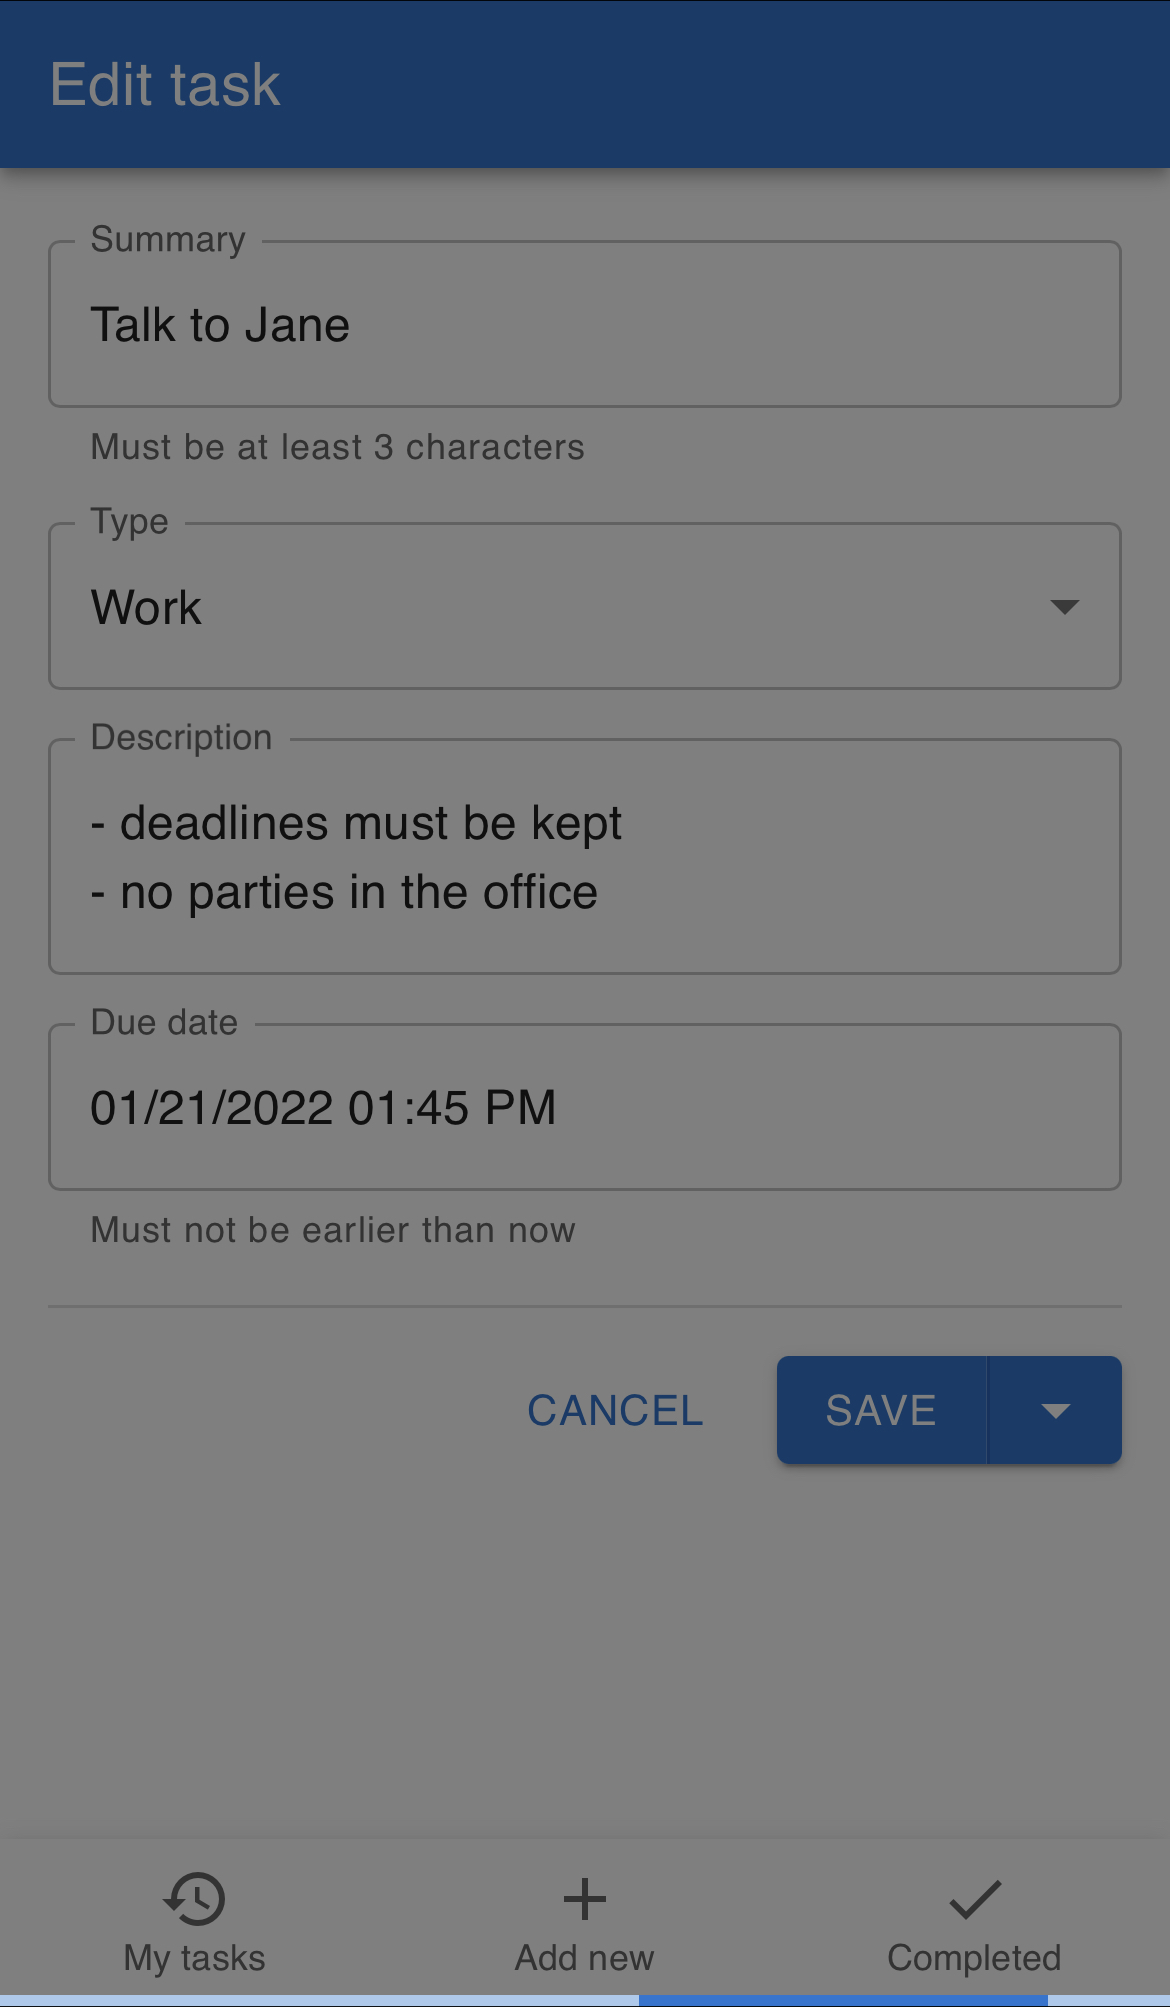 Edit task
Summary
Talk to Jane
Must be at least 3 characters
Type
Work
Description
- deadlines must be kept
- no parties in the office
Due date
01/21/2022 01:45 PM
Must not be earlier than now
CANCEL
SAVE
My tasks
Add new
Completed